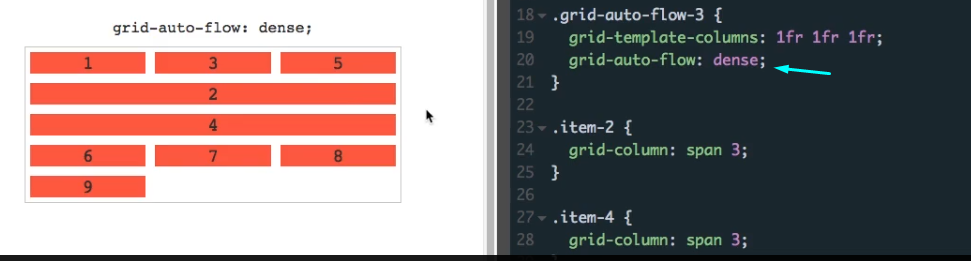 grid-auto-flow: dense;
1 3 5
2
4
6 7 8
9
18 .grid-auto-flow-3 {
19 grid-template-columns: 1fr 1fr 1fr;
20 grid-auto-flow: dense;
21 }
22
23 .item-2 {
24 grid-column: span 3;
25 }
26
27 .item-4 {
28 grid-column: span 3;